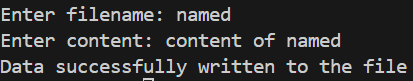 Enter filename: named
Enter content: content of named
Data successfully written to the file